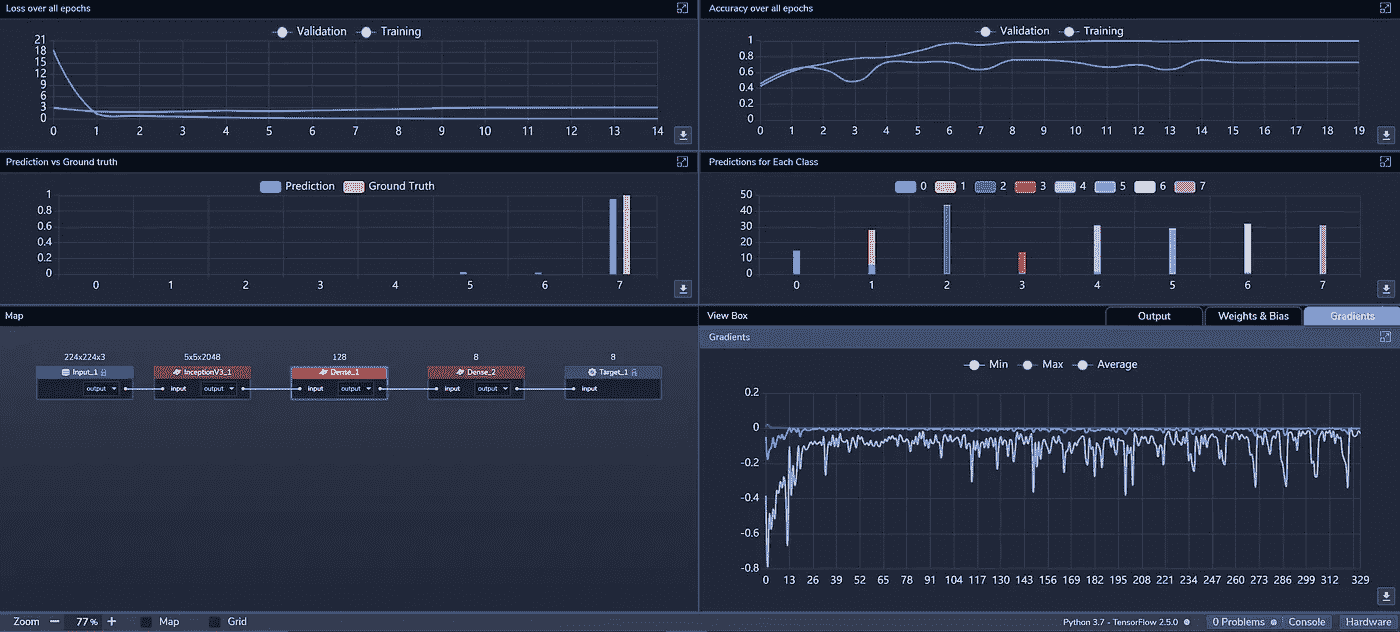 Loss over all epochs
Validation Training
21
18
15
12
9
6
3
0
0 1 2 3 4 5 6 7 8 9 10 11 12 13 14
Accuracy over all epochs
Validation Training
1
0.8
0.6
0.4
0.2
0
0 1 2 3 4 5 6 7 8 9 10 11 12 13 14 15 16 17 18 19
Prediction vs Ground truth
Prediction Ground Truth
1
0.8
0.6
0.4
0.2
0
0 1 2 3 4 5 6 7
Predictions for Each Class
0 1 2 3 4 5 6 7
50
40
30
20
10
0
0 1 2 3 4 5 6 7
Map
224x224x3 5x5x2048 128 8 8
Input_1 InceptionV3_1 Dense_1 Dense_2 Target_1
output input output input output input output input
View Box Output Weights & Bias Gradients
Gradients
Min Max Average
0.2
0
-0.2
-0.4
-0.6
-0.8
0 13 26 39 52 65 78 91 104 117 130 143 156 169 182 195 208 221 234 247 260 273 286 299 312 329
Zoom 77% Map Grid Python 3.7 - TensorFlow 2.5.0 0 Problems Console Hardware